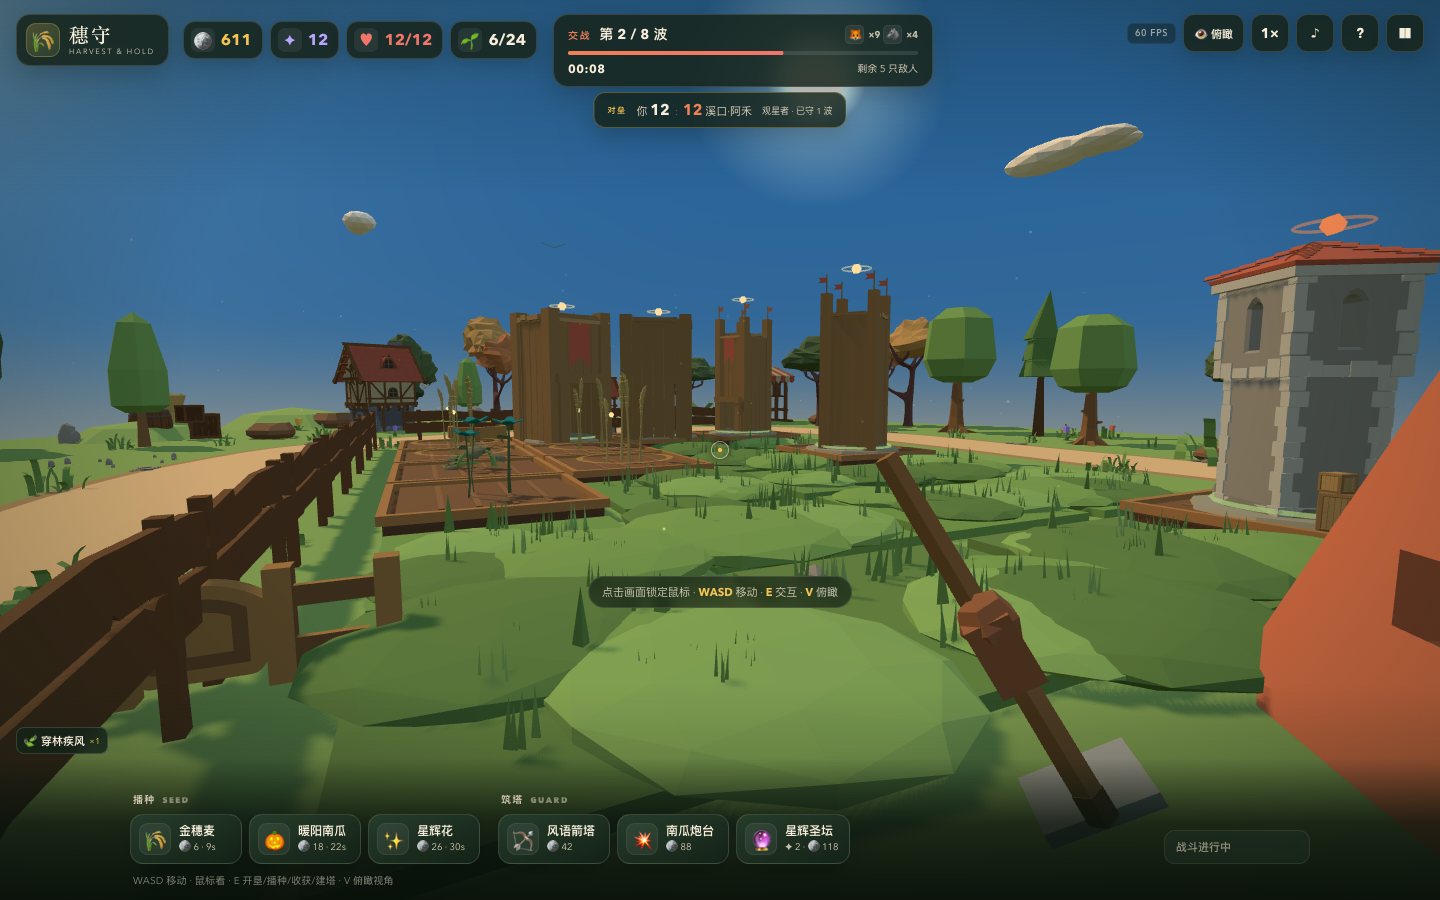 穗守
HARVEST & HOLD
611
12
12/12
6/24
交战 第 2 / 8 波
×9 ×4
00:08
剩余 5 只敌人
对垒 你 12 : 12 溪口·阿禾 观星者 · 已守 1 波
60 FPS
俯瞰
1×
?
点击画面锁定鼠标 · WASD 移动 · E 交互 · V 俯瞰
穿林疾风 ×1
播种 SEED
金穗麦
6 · 9s
暖阳南瓜
18 · 22s
星辉花
26 · 30s
筑塔 GUARD
风语箭塔
42
南瓜炮台
88
星辉圣坛
2 · 118
战斗进行中
WASD 移动 · 鼠标看 · E 开垦/播种/收获/建塔 · V 俯瞰视角